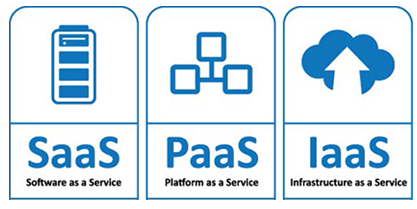 SaaS
Software as a Service
PaaS
Platform as a Service
IaaS
Infrastructure as a Service